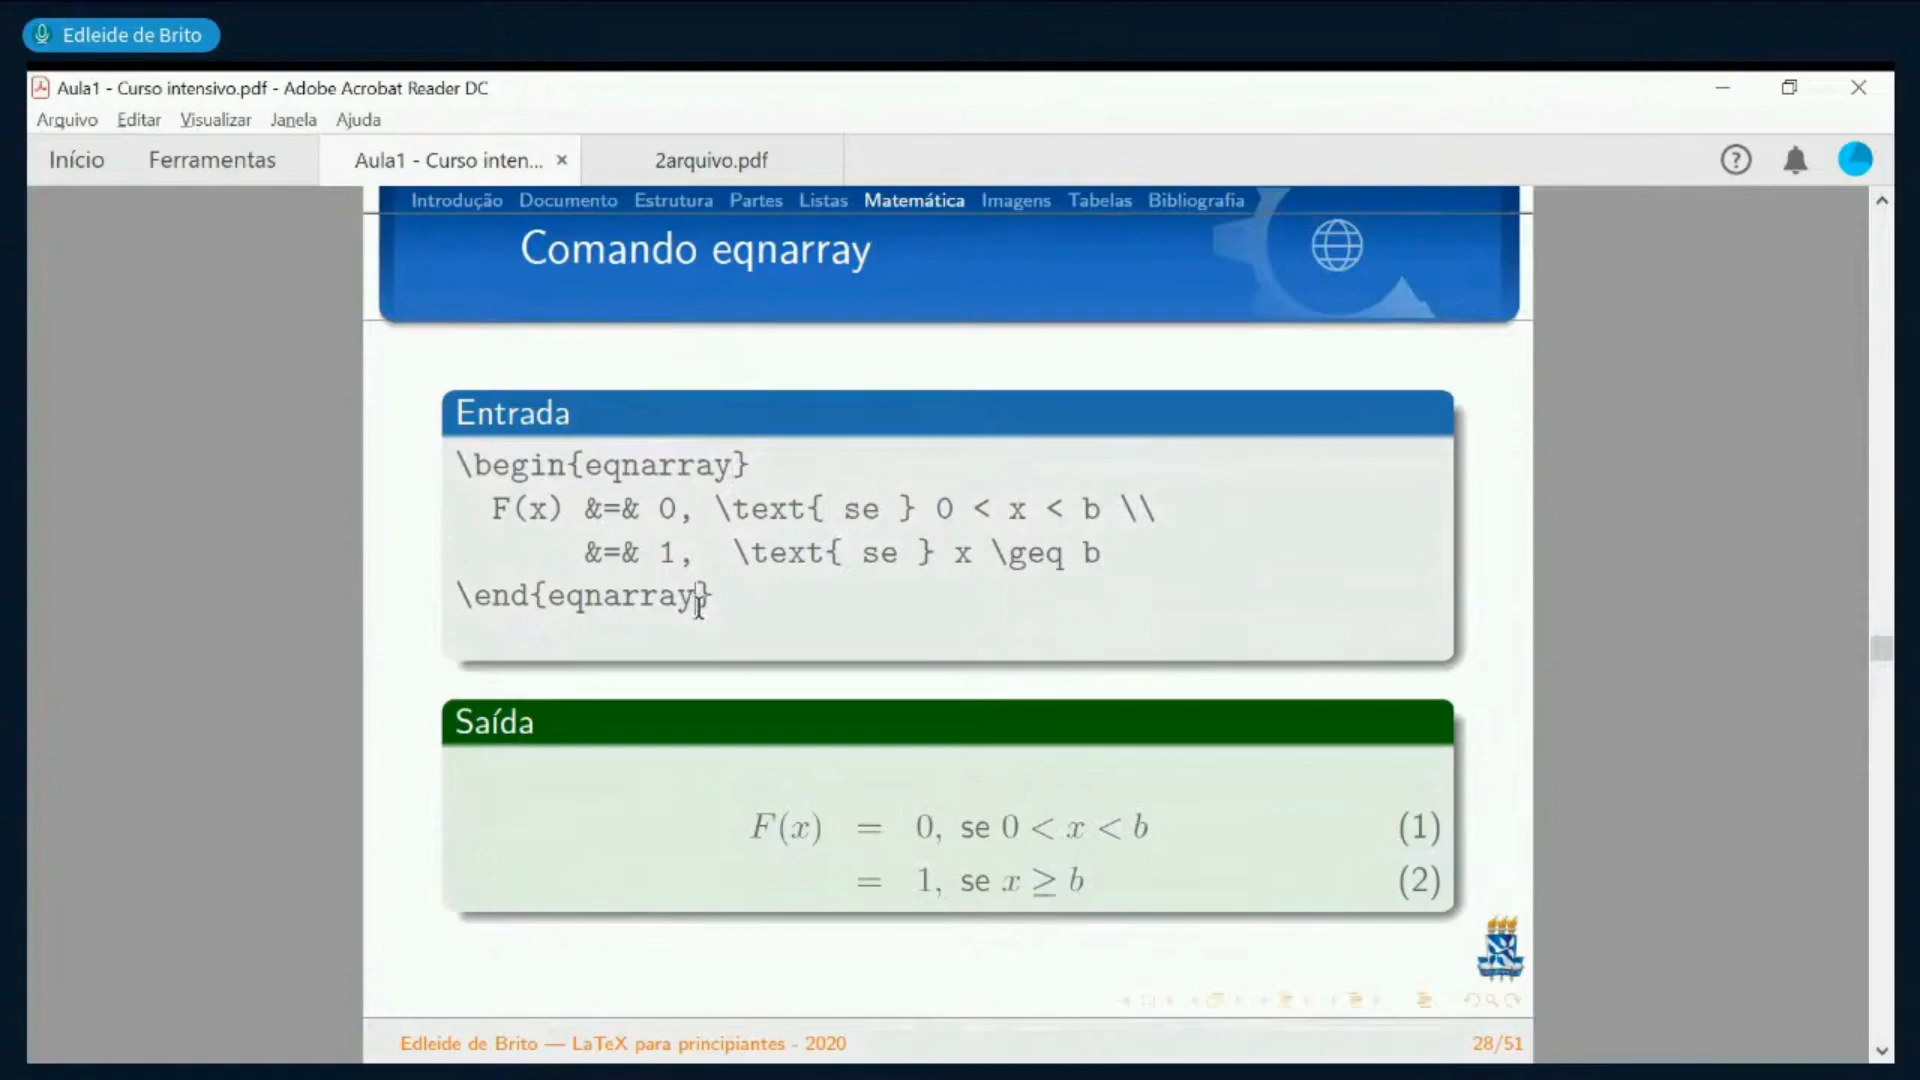 Edleide de Brito
Aula1 - Curso intensivo.pdf - Adobe Acrobat Reader DC
Arquivo Editar Visualizar Janela Ajuda
Início Ferramentas Aula1 - Curso inten... × 2arquivo.pdf
Introdução Documento Estrutura Partes Listas Matemática Imagens Tabelas Bibliografia
Comando eqnarray
Entrada
\begin{eqnarray}
F(x) &=& 0, \text{ se } 0 < x < b \\
&=& 1, \text{ se } x \geq b
\end{eqnarray}
Saída
F(x) = 0, se 0 < x < b (1)
= 1, se x ≥ b (2)
Edleide de Brito — LaTeX para principiantes - 2020 28/51